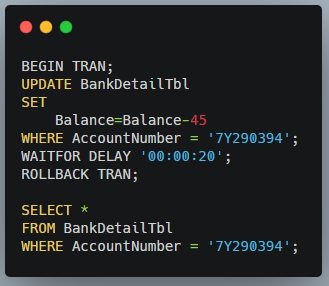 BEGIN TRAN;
UPDATE BankDetailTbl
SET
    Balance=Balance-45
WHERE AccountNumber = '7Y290394';
WAITFOR DELAY '00:00:20';
ROLLBACK TRAN;

SELECT *
FROM BankDetailTbl
WHERE AccountNumber = '7Y290394';